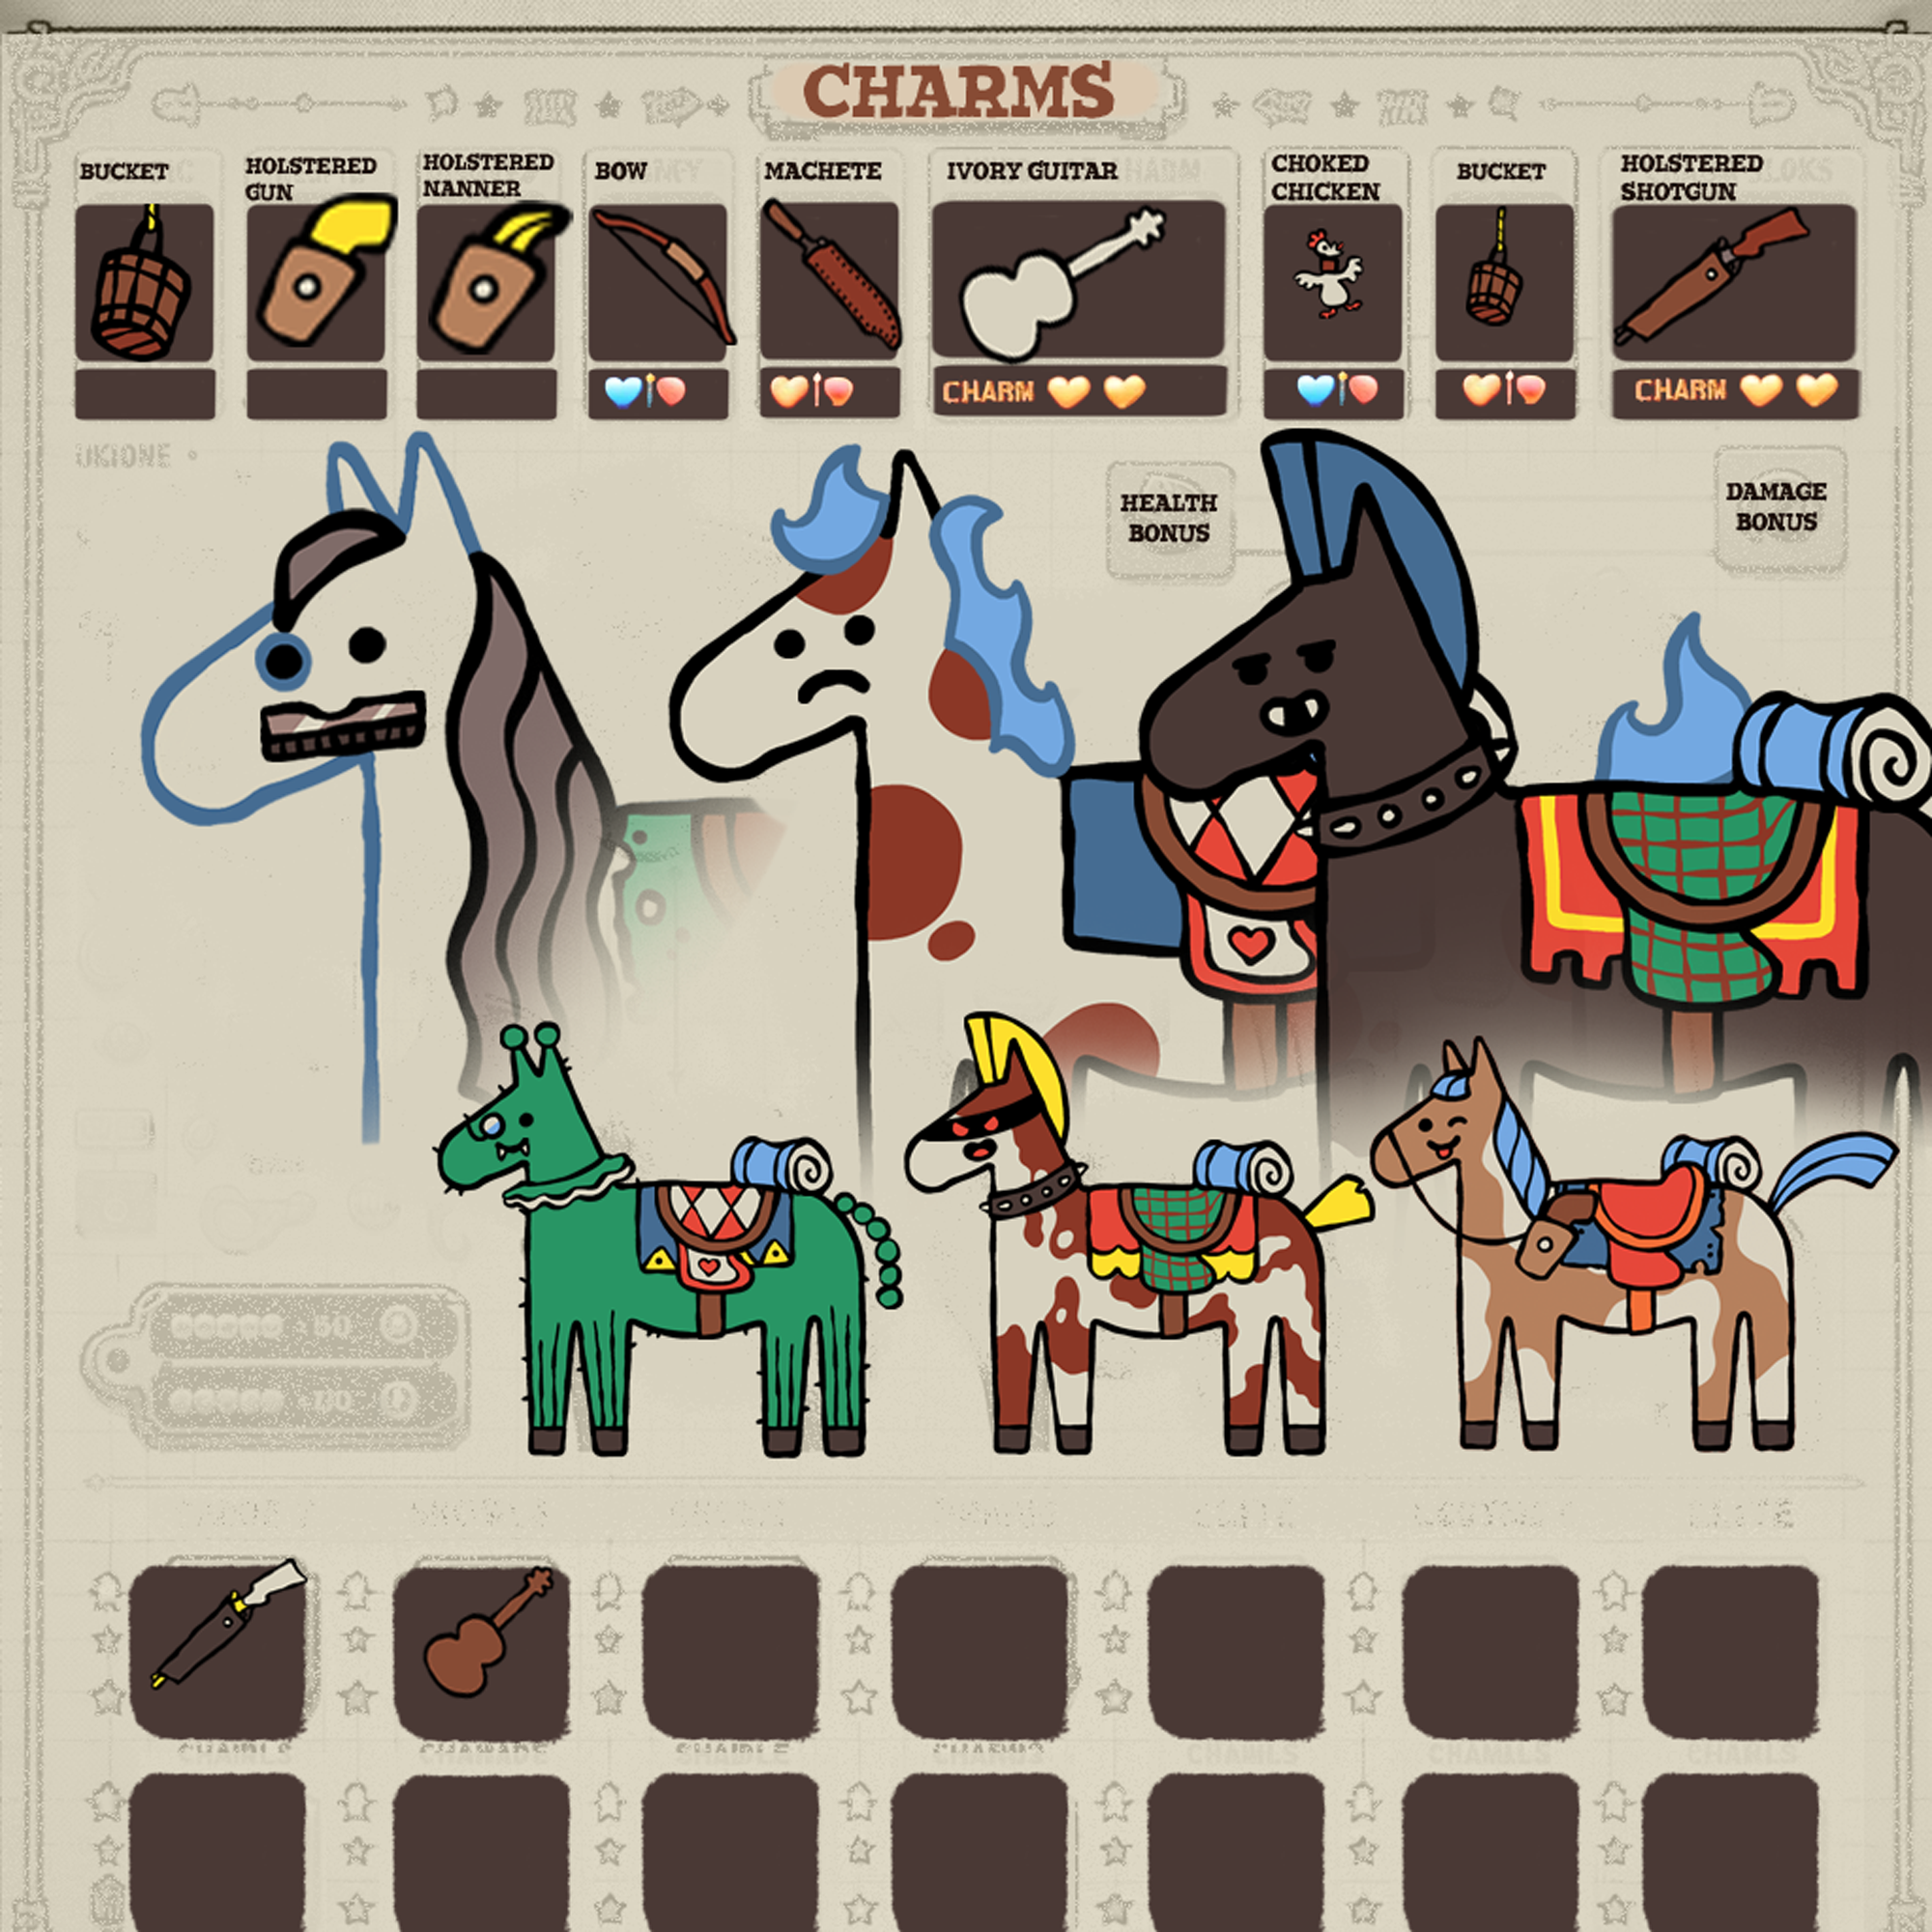 CHARMS
BUCKET
HOLSTERED
GUN
HOLSTERED
NANNER
BOW
MACHETE
IVORY GUITAR
CHOKED
CHICKEN
BUCKET
HOLSTERED
SHOTGUN
CHARM
CHARM
HEALTH
BONUS
DAMAGE
BONUS